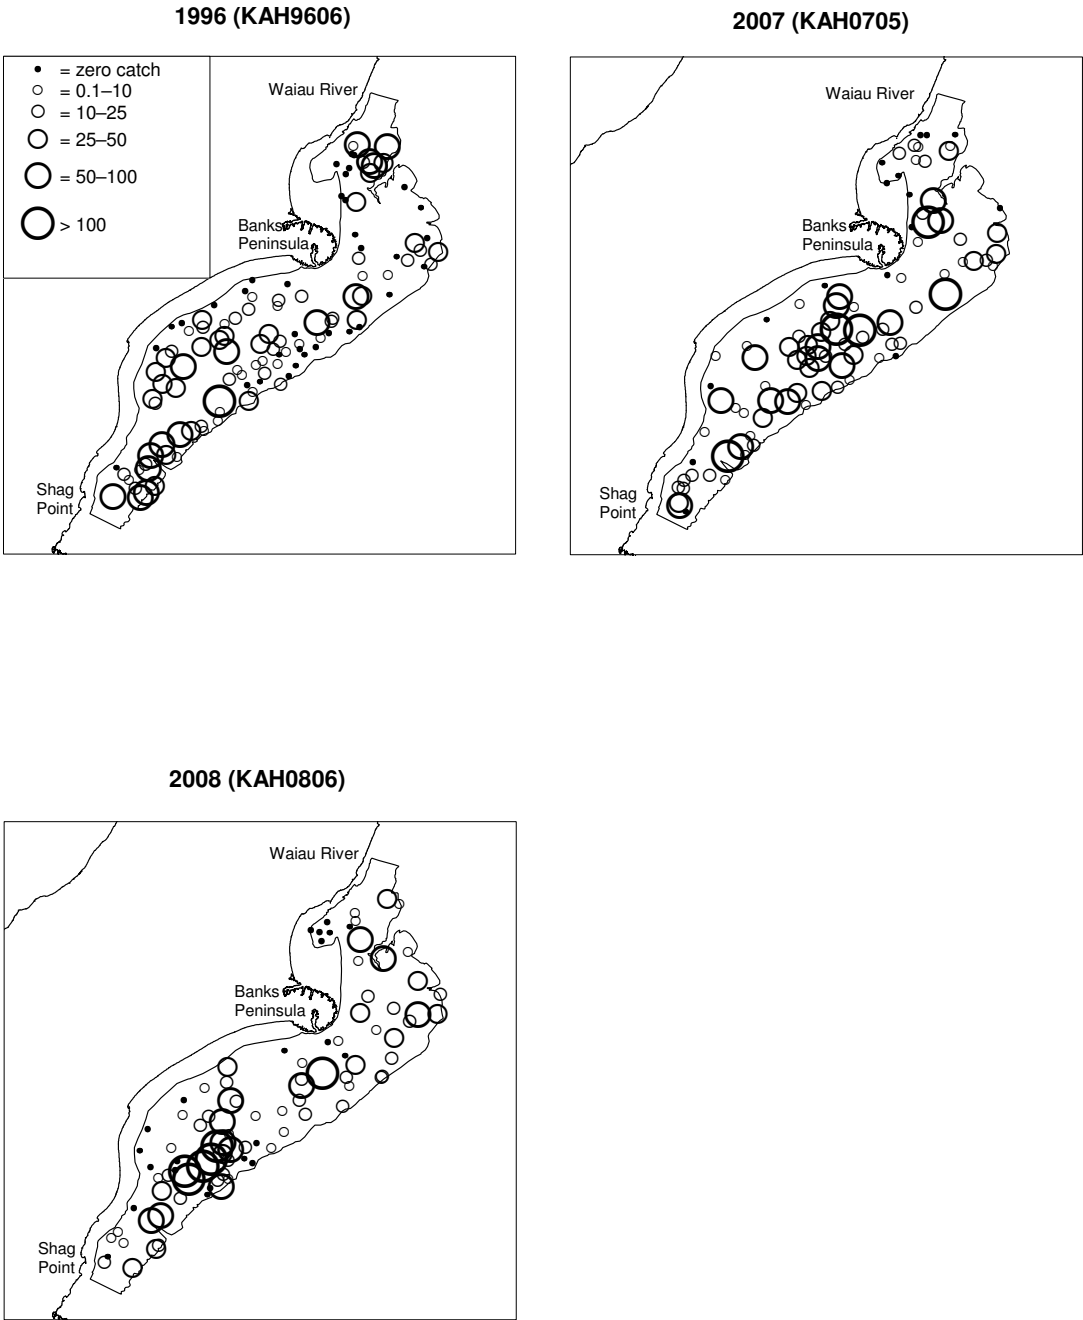 1996 (KAH9606)
= zero catch
= 0.1–10
= 10–25
= 25–50
= 50–100
> 100
Waiau River
Banks
Peninsula
Shag
Point
2007 (KAH0705)
Waiau River
Banks
Peninsula
Shag
Point
2008 (KAH0806)
Waiau River
Banks
Peninsula
Shag
Point